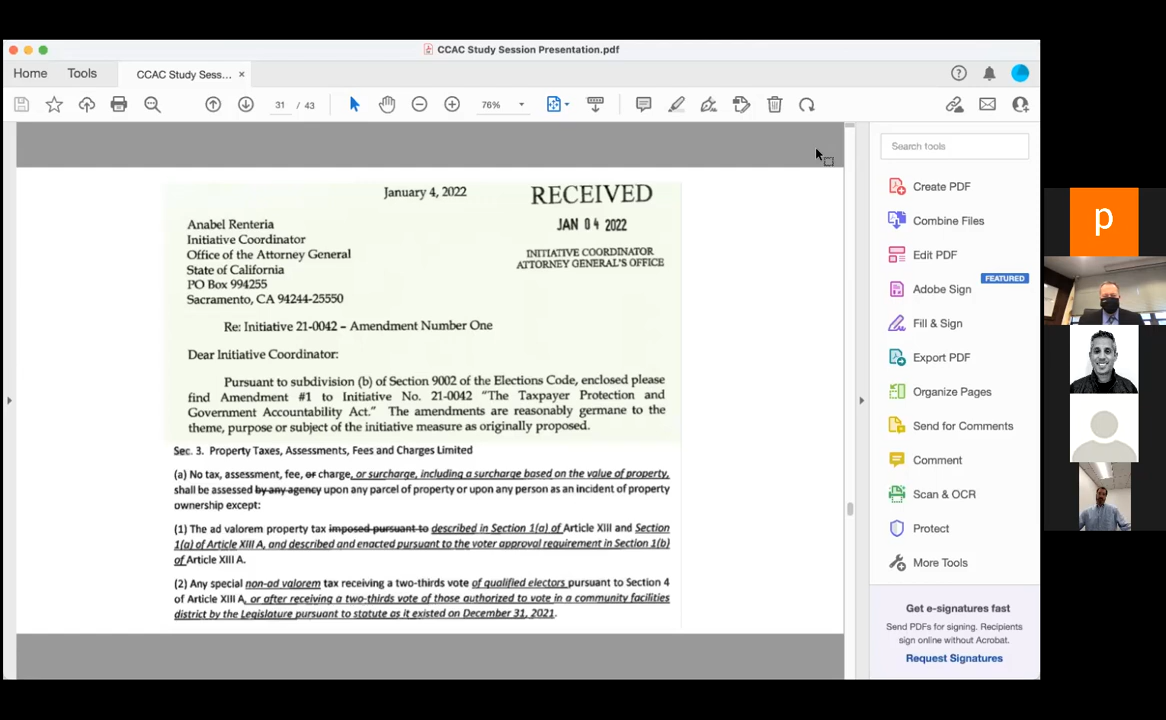 CCAC Study Session Presentation.pdf
Home
Tools
CCAC Study Sess... ×
31 / 43
76%
Search tools
Create PDF
Combine Files
Edit PDF
FEATURED
Adobe Sign
Fill & Sign
Export PDF
Organize Pages
Send for Comments
Comment
Scan & OCR
Protect
More Tools
Get e-signatures fast
Send PDFs for signing. Recipients
sign online without Acrobat.
Request Signatures
January 4, 2022
RECEIVED
JAN 04 2022
INITIATIVE COORDINATOR
ATTORNEY GENERAL'S OFFICE
Anabel Renteria
Initiative Coordinator
Office of the Attorney General
State of California
PO Box 994255
Sacramento, CA 94244-25550
Re: Initiative 21-0042 – Amendment Number One
Dear Initiative Coordinator:
Pursuant to subdivision (b) of Section 9002 of the Elections Code, enclosed please
find Amendment #1 to Initiative No. 21-0042 "The Taxpayer Protection and
Government Accountability Act." The amendments are reasonably germane to the
theme, purpose or subject of the initiative measure as originally proposed.
Sec. 3. Property Taxes, Assessments, Fees and Charges Limited
(a) No tax, assessment, fee, or charge, or surcharge, including a surcharge based on the value of property,
shall be assessed by any agency upon any parcel of property or upon any person as an incident of property
ownership except:
(1) The ad valorem property tax imposed pursuant to described in Section 1(a) of Article XIII and Section
1(a) of Article XIII A, and described and enacted pursuant to the voter approval requirement in Section 1(b)
of Article XIII A.
(2) Any special non-ad valorem tax receiving a two-thirds vote of qualified electors pursuant to Section 4
of Article XIII A, or after receiving a two-thirds vote of those authorized to vote in a community facilities
district by the Legislature pursuant to statute as it existed on December 31, 2021.
p